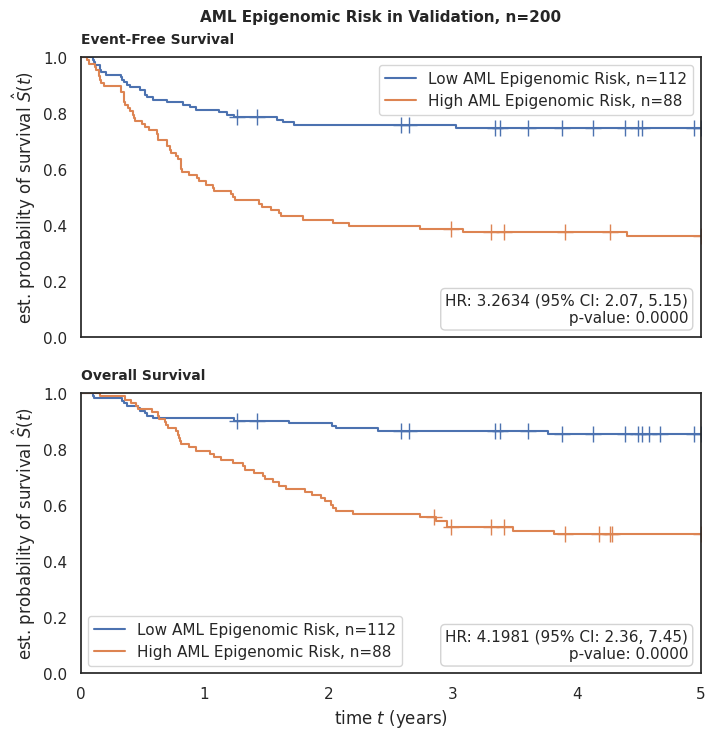 AML Epigenomic Risk in Validation, n=200
Event-Free Survival
1.0
0.8
0.6
0.4
0.2
0.0
est. probability of survival Ŝ(t)
Low AML Epigenomic Risk, n=112
High AML Epigenomic Risk, n=88
HR: 3.2634 (95% CI: 2.07, 5.15)
p-value: 0.0000
Overall Survival
1.0
0.8
0.6
0.4
0.2
0.0
est. probability of survival Ŝ(t)
Low AML Epigenomic Risk, n=112
High AML Epigenomic Risk, n=88
HR: 4.1981 (95% CI: 2.36, 7.45)
p-value: 0.0000
0 1 2 3 4 5
time t (years)